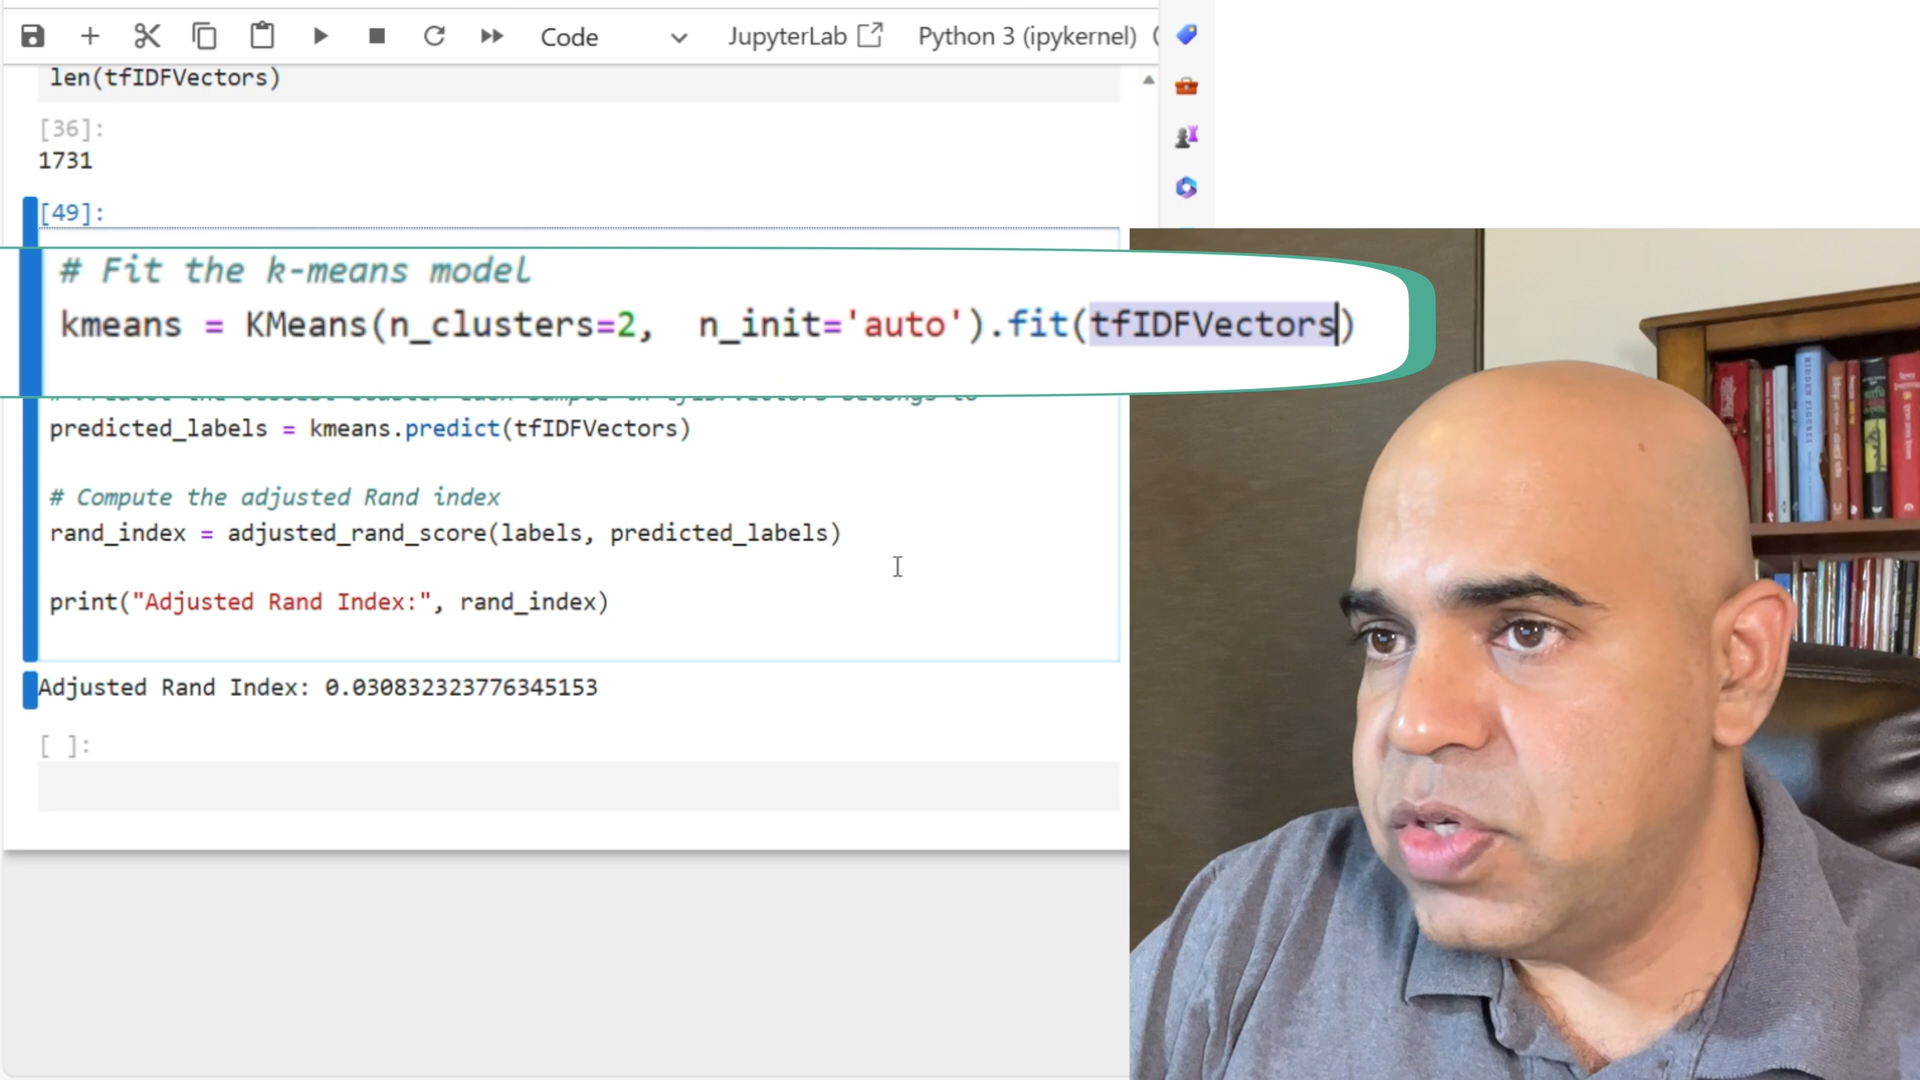 Code
JupyterLab
Python 3 (ipykernel)
len(tfIDFVectors)
[36]:
1731
[49]:
# Fit the k-means model
kmeans = KMeans(n_clusters=2,  n_init='auto').fit(tfIDFVectors)
predicted_labels = kmeans.predict(tfIDFVectors)
# Compute the adjusted Rand index
rand_index = adjusted_rand_score(labels, predicted_labels)
print("Adjusted Rand Index:", rand_index)
Adjusted Rand Index: 0.030832323776345153
[ ]:
HIDDEN FIGURES